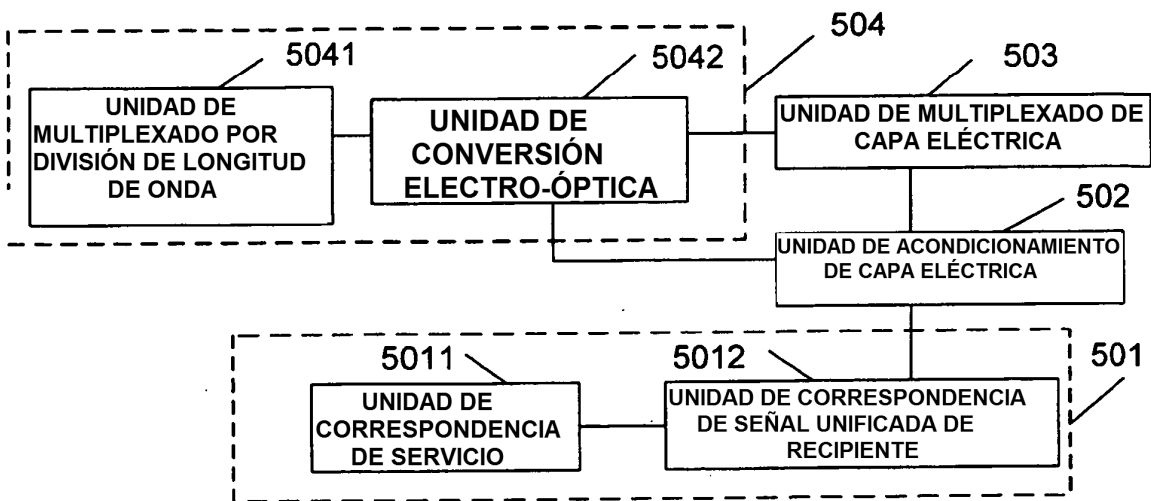 5041
5042
504
503
UNIDAD DE
MULTIPLEXADO POR
DIVISIÓN DE LONGITUD
DE ONDA
UNIDAD DE
CONVERSIÓN
ELECTRO-ÓPTICA
UNIDAD DE MULTIPLEXADO DE
CAPA ELÉCTRICA
502
UNIDAD DE ACONDICIONAMIENTO
DE CAPA ELÉCTRICA
5011
5012
501
UNIDAD DE
CORRESPONDENCIA
DE SERVICIO
UNIDAD DE CORRESPONDENCIA
DE SEÑAL UNIFICADA DE
RECIPIENTE